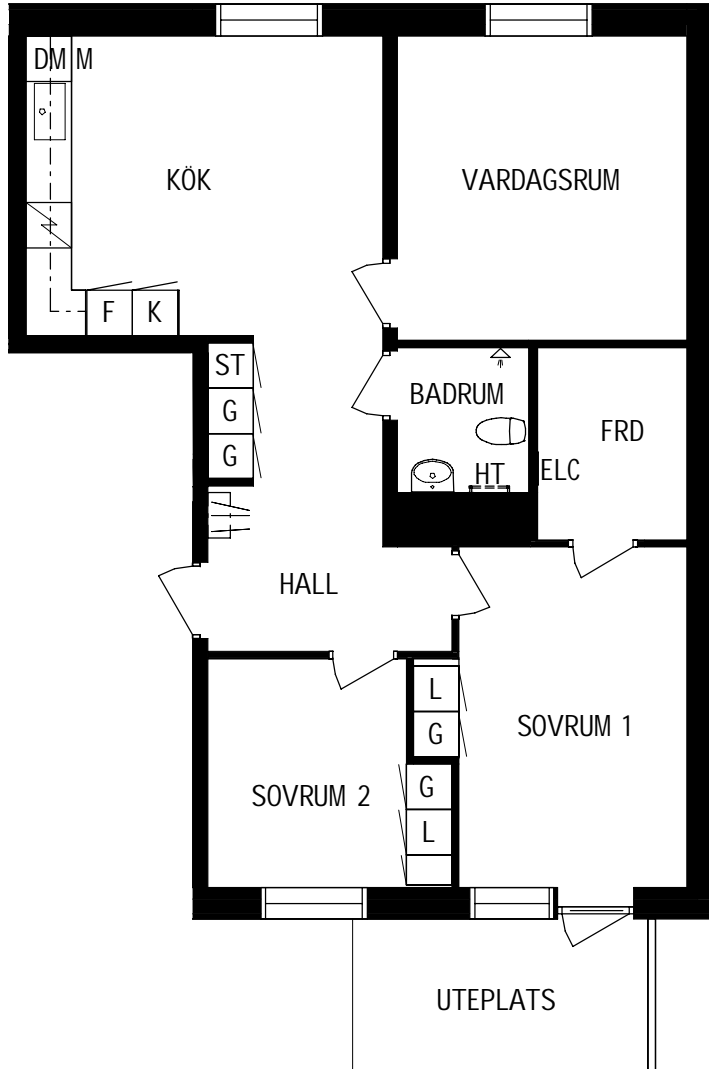 DM M
KÖK
VARDAGSRUM
F K
ST
G
G
BADRUM
FRD
HT
ELC
HALL
L
G
SOVRUM 1
G
L
SOVRUM 2
UTEPLATS